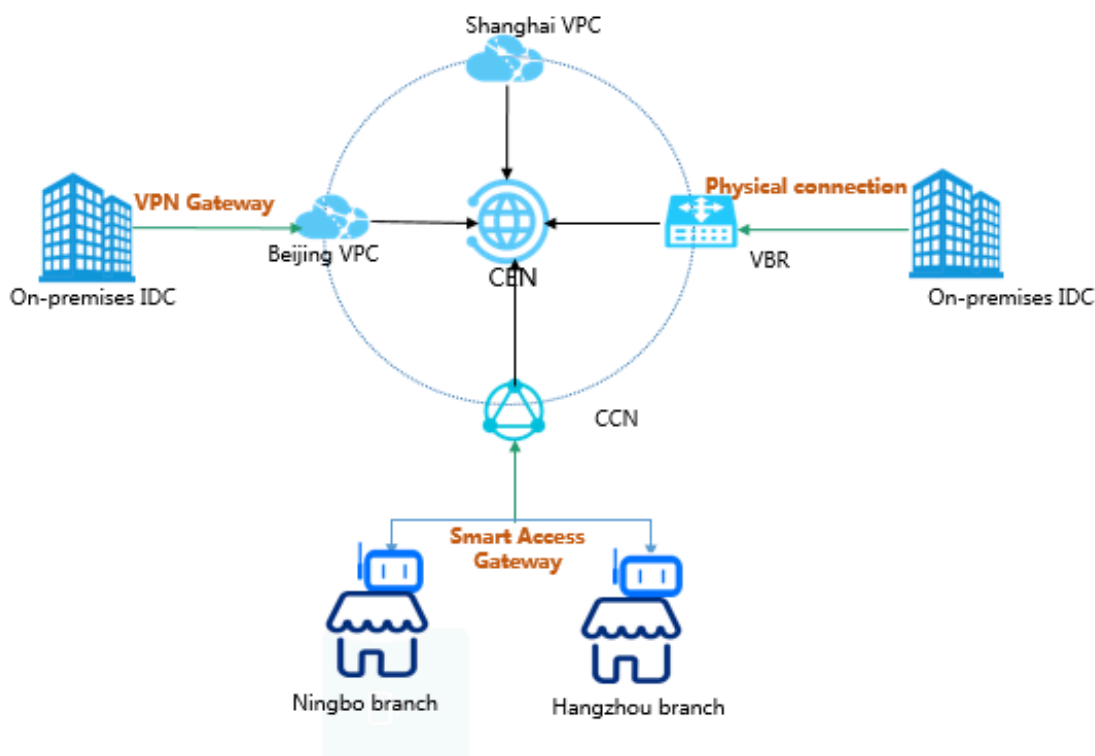 Shanghai VPC
VPN Gateway
Physical connection
Beijing VPC
CEN
VBR
On-premises IDC
On-premises IDC
CCN
Smart Access
Gateway
Ningbo branch
Hangzhou branch